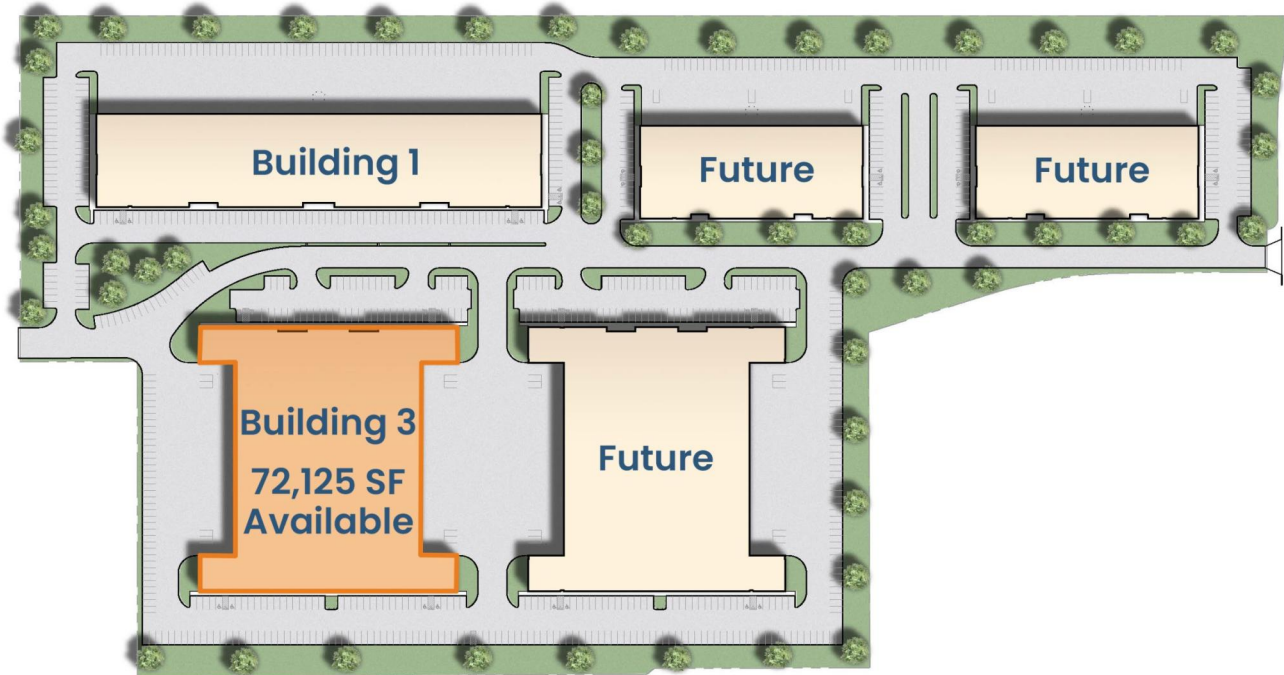 Building 1
Future
Future
Building 3
72,125 SF
Available
Future